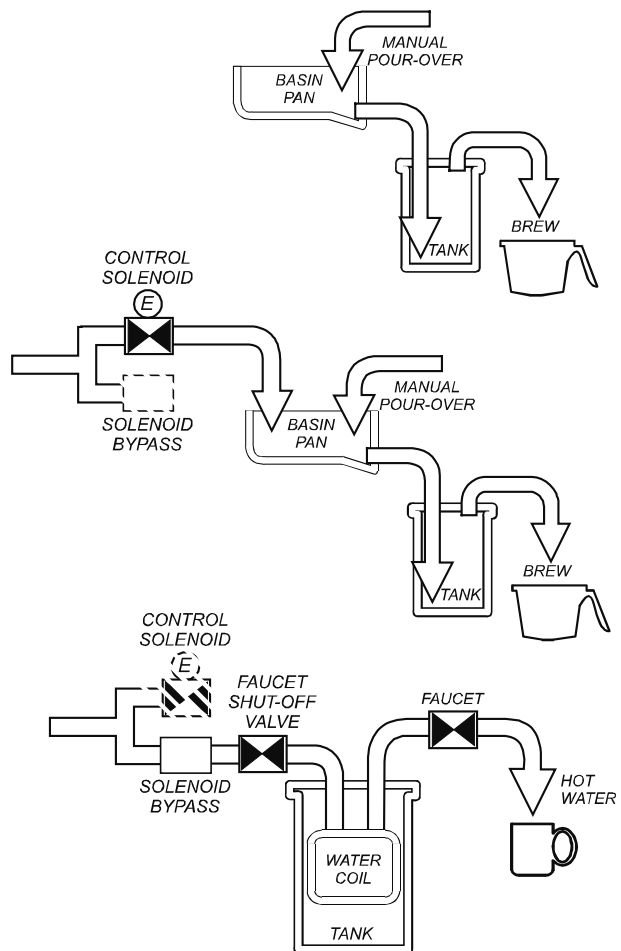 MANUAL
POUR-OVER
BASIN
PAN
TANK
BREW
CONTROL
SOLENOID
E
SOLENOID
BYPASS
MANUAL
POUR-OVER
BASIN
PAN
TANK
BREW
CONTROL
SOLENOID
E
FAUCET
SHUT-OFF
VALVE
FAUCET
SOLENOID
BYPASS
HOT
WATER
WATER
COIL
TANK